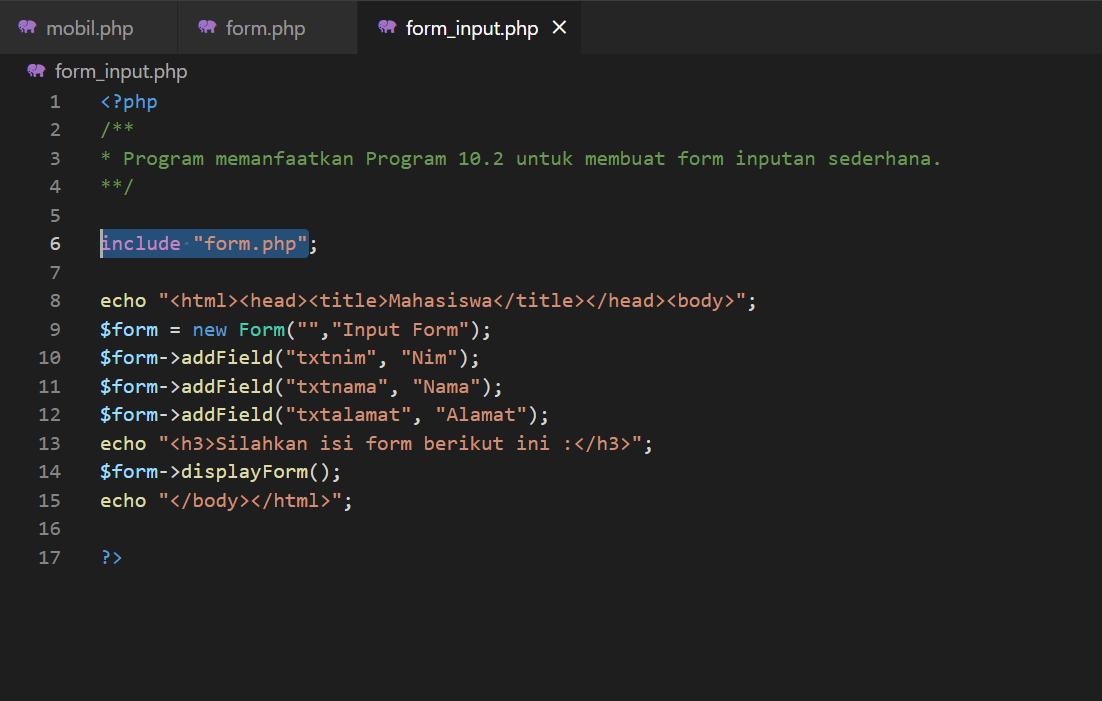 mobil.php form.php form_input.php
form_input.php
1 <?php
2 /**
3 * Program memanfaatkan Program 10.2 untuk membuat form inputan sederhana.
4 **/
5
6 include "form.php";
7
8 echo "<html><head><title>Mahasiswa</title></head><body>";
9 $form = new Form("","Input Form");
10 $form->addField("txtnim", "Nim");
11 $form->addField("txtnama", "Nama");
12 $form->addField("txtalamat", "Alamat");
13 echo "<h3>Silahkan isi form berikut ini :</h3>";
14 $form->displayForm();
15 echo "</body></html>";
16
17 ?>